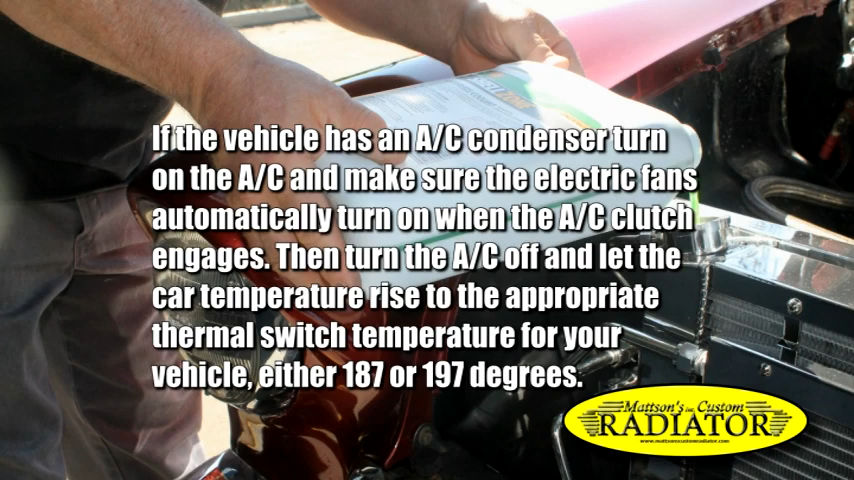 If the vehicle has an A/C condenser turn
on the A/C and make sure the electric fans
automatically turn on when the A/C clutch
engages. Then turn the A/C off and let the
car temperature rise to the appropriate
thermal switch temperature for your
vehicle, either 187 or 197 degrees.
Mattson's Inc. Custom
RADIATOR
www.mattsonscustomradiator.com